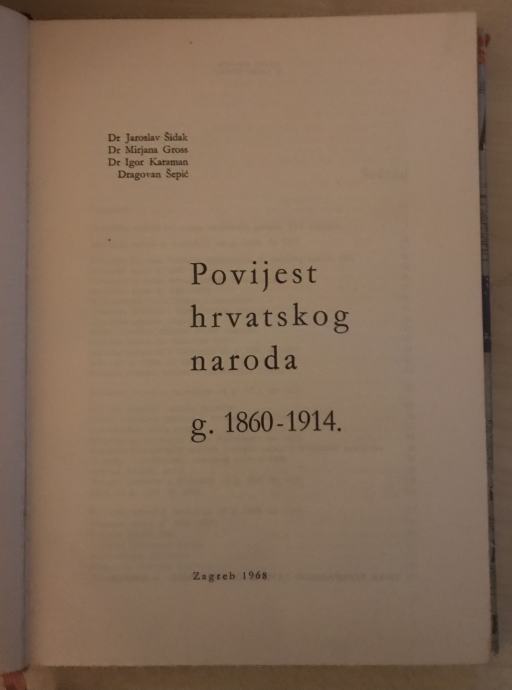 Dr Jaroslav Šidak
Dr Mirjana Gross
Dr Igor Karaman
Dragovan Šepić
Povijest
hrvatskog
naroda
g. 1860-1914.
Zagreb 1968